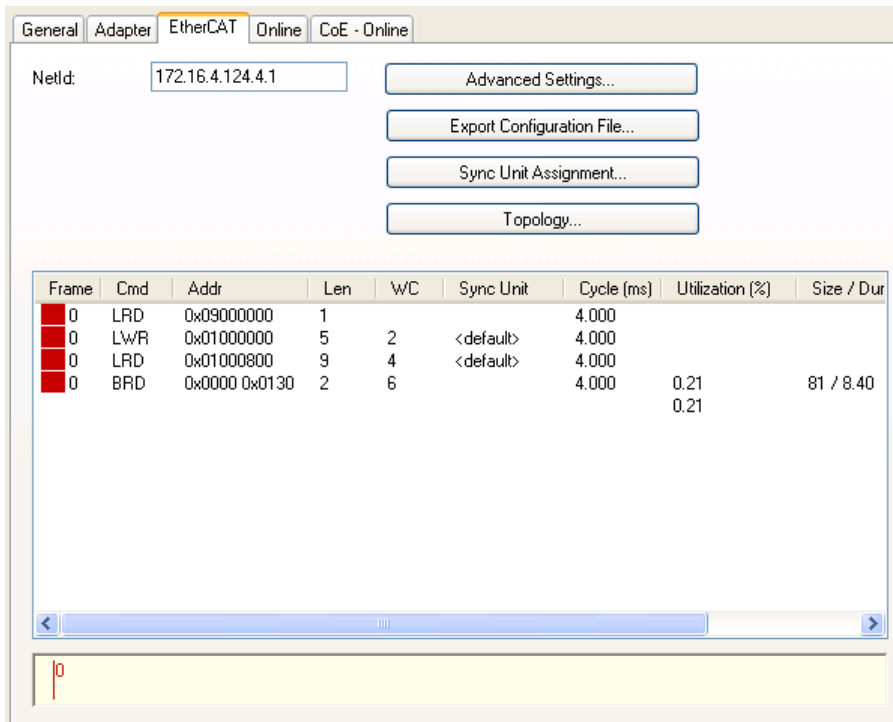 General Adapter EtherCAT Online CoE - Online
NetId: 172.16.4.124.4.1 Advanced Settings...
Export Configuration File...
Sync Unit Assignment...
Topology...
Frame Cmd Addr Len WC Sync Unit Cycle (ms) Utilization (%) Size / Dur
0 LRD 0x09000000 1 4.000
0 LWR 0x01000000 5 2 <default> 4.000
0 LRD 0x01000800 9 4 <default> 4.000
0 BRD 0x0000 0x0130 2 6 4.000 0.21 81 / 8.40
0.21
0